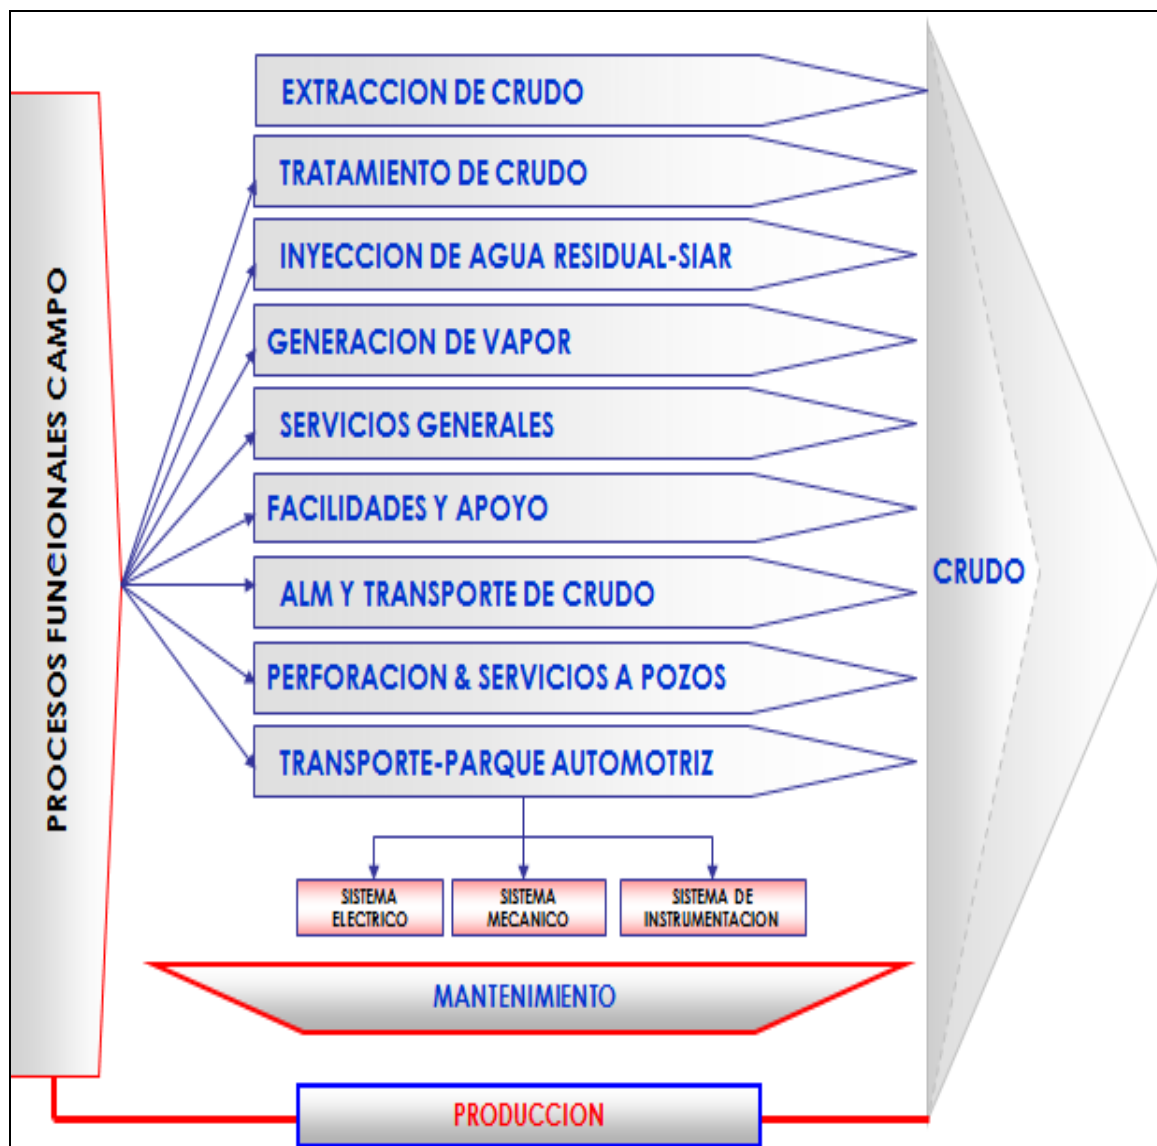 PROCESOS FUNCIONALES CAMPO
EXTRACCION DE CRUDO
TRATAMIENTO DE CRUDO
INYECCION DE AGUA RESIDUAL-SIAR
GENERACION DE VAPOR
SERVICIOS GENERALES
FACILIDADES Y APOYO
ALM Y TRANSPORTE DE CRUDO
PERFORACION & SERVICIOS A POZOS
TRANSPORTE-PARQUE AUTOMOTRIZ
CRUDO
SISTEMA
ELECTRICO
SISTEMA
MECANICO
SISTEMA DE
INSTRUMENTACION
MANTENIMIENTO
PRODUCCION